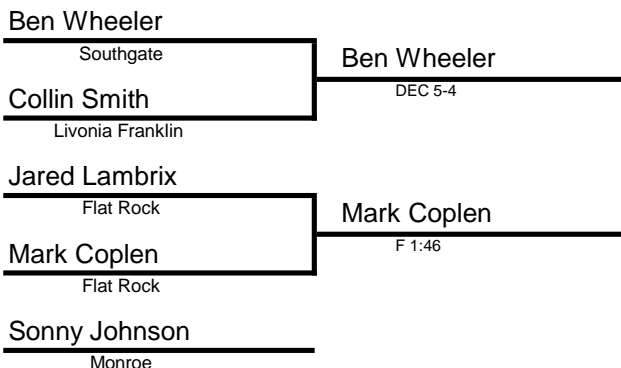 Ben Wheeler
Southgate
Ben Wheeler
DEC 5-4
Collin Smith
Livonia Franklin
Jared Lambrix
Flat Rock
Mark Coplen
F 1:46
Mark Coplen
Flat Rock
Sonny Johnson
Monroe